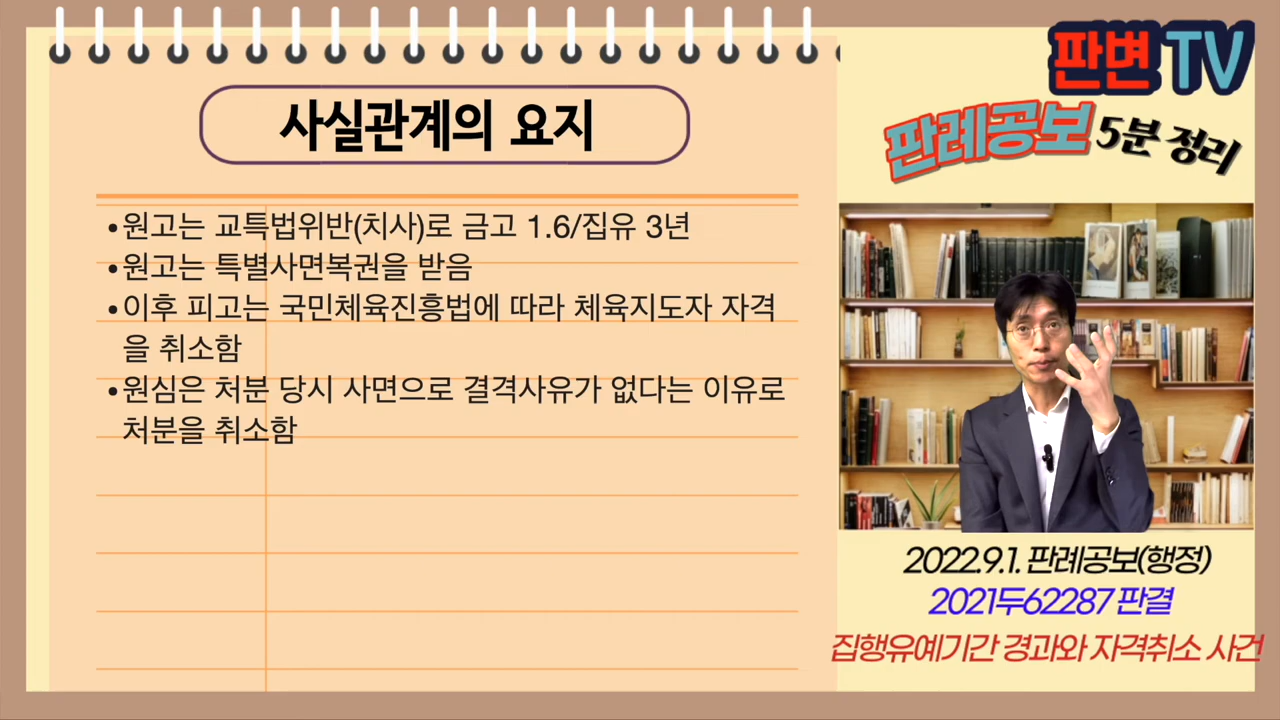 사실관계의 요지
•원고는 교특법위반(치사)로 금고 1.6/집유 3년
•원고는 특별사면복권을 받음
•이후 피고는 국민체육진흥법에 따라 체육지도자 자격
을 취소함
•원심은 처분 당시 사면으로 결격사유가 없다는 이유로
처분을 취소함
판변 TV
판례공보 5분 정리
2022.9.1. 판례공보(행정)
2021두62287 판결
집행유예기간 경과와 자격취소 사건